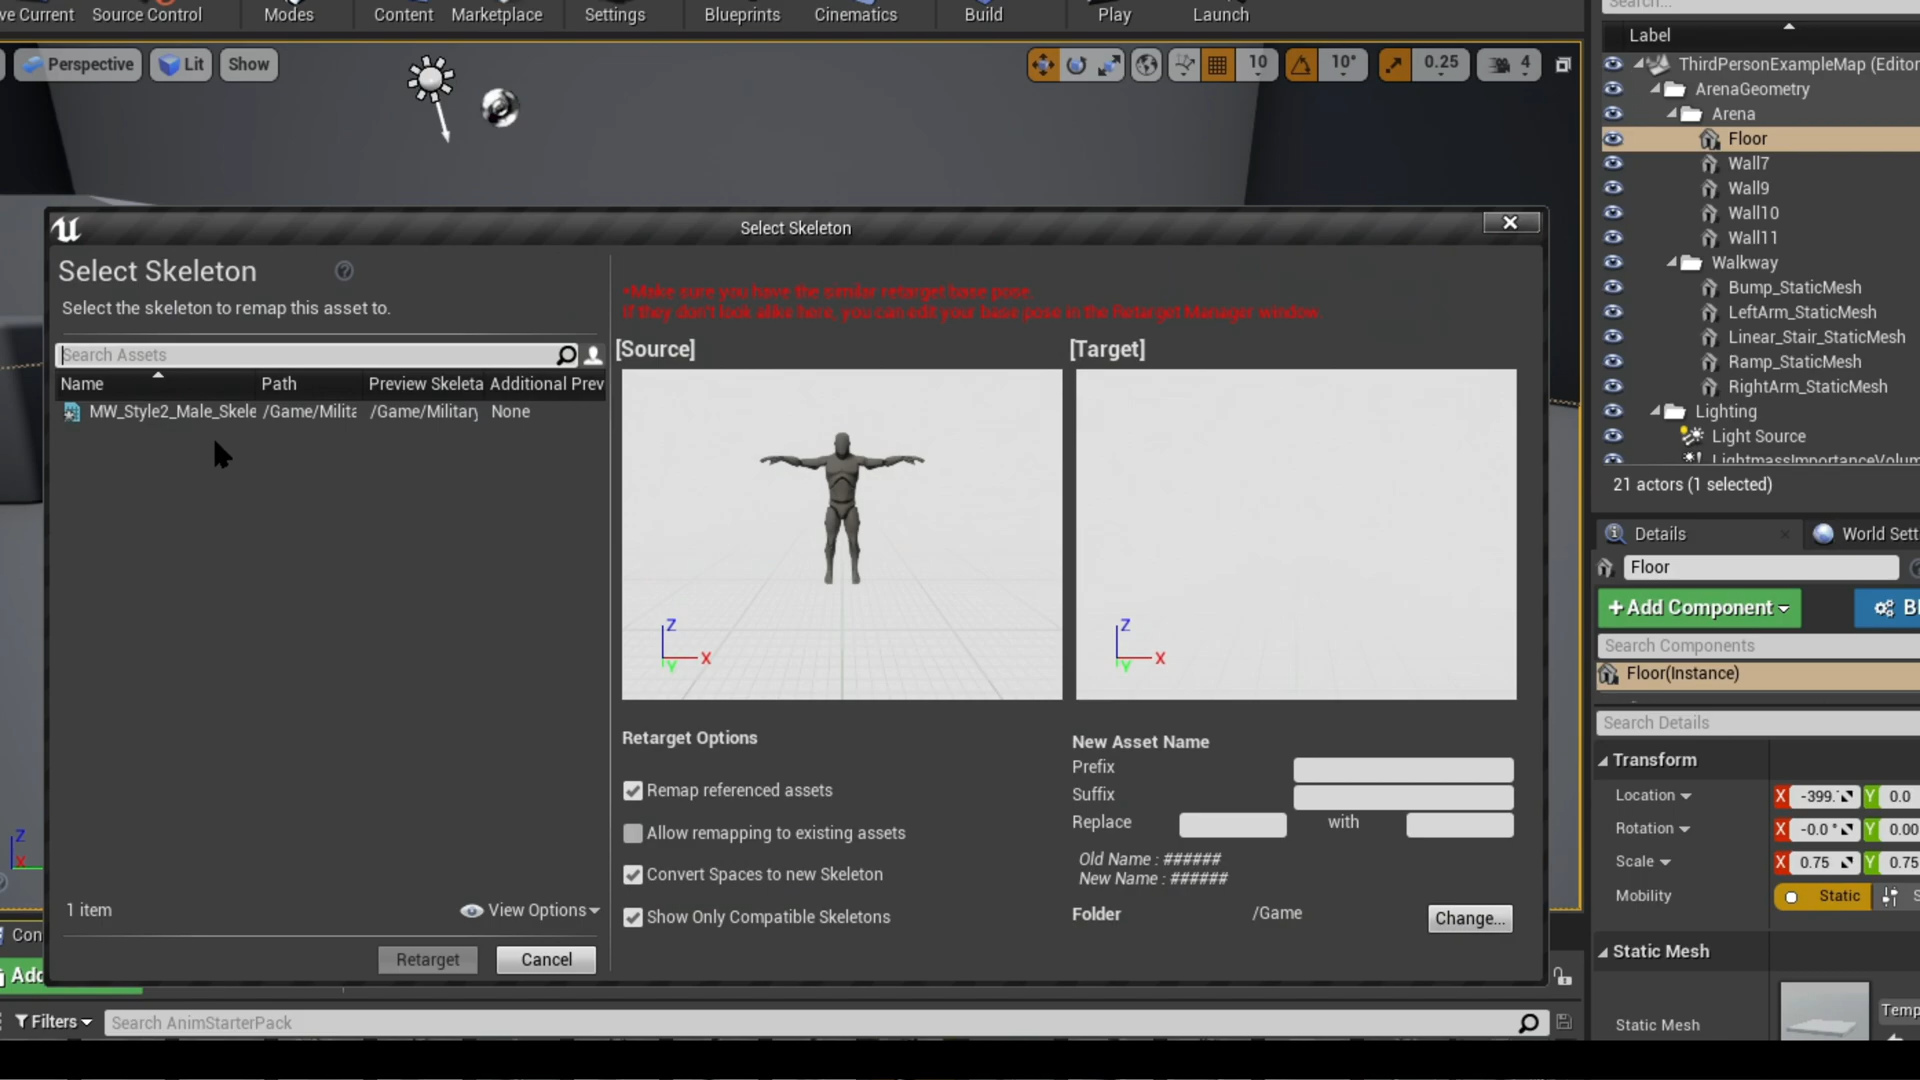 ve Current
Source Control
Modes
Content
Marketplace
Settings
Blueprints
Cinematics
Build
Play
Launch
Perspective
Lit
Show
10
10°
0.25
4
Search...
Label
ThirdPersonExampleMap (Editor
ArenaGeometry
Arena
Floor
Wall7
Wall9
Wall10
Wall11
Walkway
Bump_StaticMesh
LeftArm_StaticMesh
Linear_Stair_StaticMesh
Ramp_StaticMesh
RightArm_StaticMesh
Lighting
Light Source
LightmassImportanceVolum
21 actors (1 selected)
Select Skeleton
Select Skeleton
Select the skeleton to remap this asset to.
Search Assets
Name
Path
Preview Skeleta
Additional Prev
MW_Style2_Male_Skele
/Game/Milita
/Game/Military
None
1 item
View Options
Retarget
Cancel
*Make sure you have the similar retarget base pose.
If they don't look alike here, you can edit your base pose in the Retarget Manager window.
[Source]
[Target]
Z
X
Y
Z
X
Y
Retarget Options
Remap referenced assets
Allow remapping to existing assets
Convert Spaces to new Skeleton
Show Only Compatible Skeletons
New Asset Name
Prefix
Suffix
Replace
with
Old Name : ######
New Name : ######
Folder
/Game
Change...
Z
X
Con
Add
Filters
Search AnimStarterPack
Details
World Sett
Floor
+Add Component
Bl
Search Components
Floor(Instance)
Search Details
Transform
Location
X
-399.
Y
0.0
Rotation
X
-0.0 °
Y
0.00
Scale
X
0.75
Y
0.75
Mobility
Static
S
Static Mesh
Static Mesh
Temp